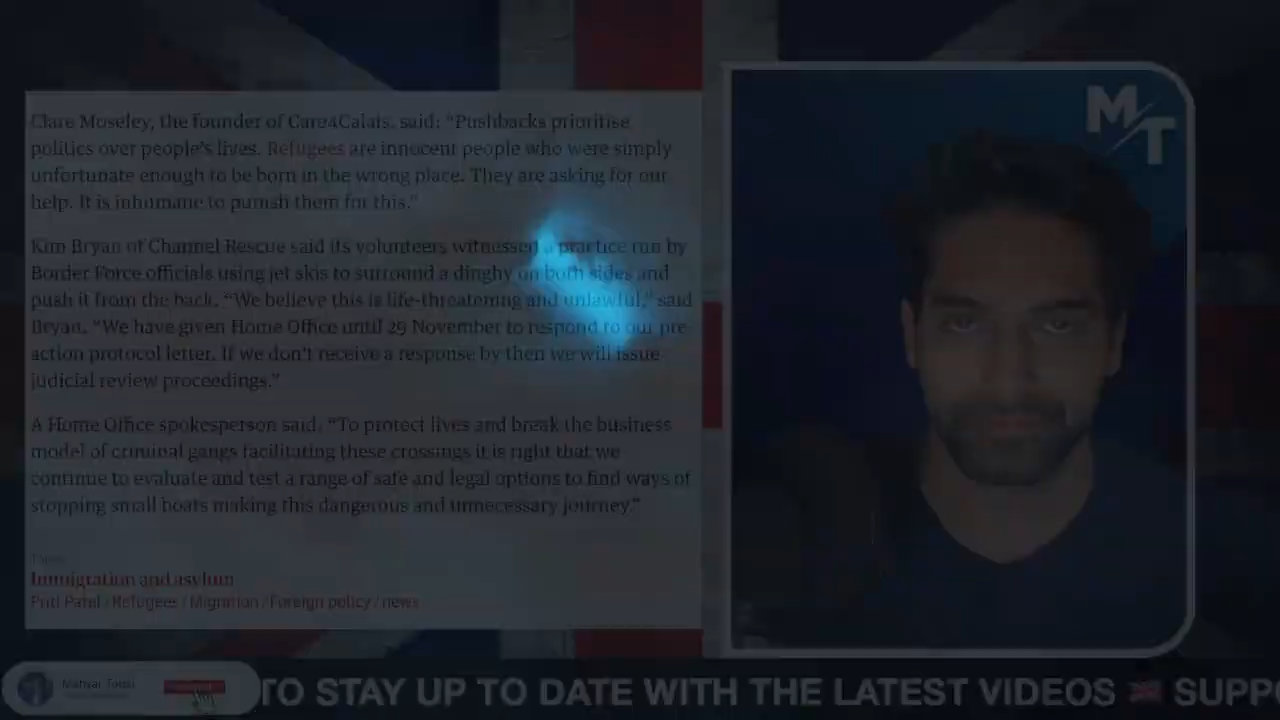 Clare Moseley, the founder of Care4Calais, said: “Pushbacks prioritise
politics over people’s lives. Refugees are innocent people who were simply
unfortunate enough to be born in the wrong place. They are asking for our
help. It is inhumane to punish them for this.”
Kim Bryan of Channel Rescue said its volunteers witnessed a practice run by
Border Force officials using jet skis to surround a dinghy on both sides and
push it from the back. “We believe this is life-threatening and unlawful,” said
Bryan. “We have given Home Office until 29 November to respond to our pre-
action protocol letter. If we don’t receive a response by then we will issue
judicial review proceedings.”
A Home Office spokesperson said: “To protect lives and break the business
model of criminal gangs facilitating these crossings it is right that we
continue to evaluate and test a range of safe and legal options to find ways of
stopping small boats making this dangerous and unnecessary journey.”
Topics
Immigration and asylum
Priti Patel / Refugees / Migration / Foreign policy / news
M/T
Mahyar Tousi
TO STAY UP TO DATE WITH THE LATEST VIDEOS SUPP